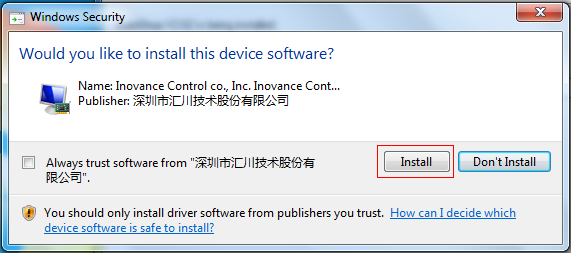 Windows Security
Would you like to install this device software?
Name: Inovance Control co., Inc. Inovance Cont...
Publisher: 深圳市汇川技术股份有限公司
Always trust software from "深圳市汇川技术股份有
限公司".
Install
Don't Install
You should only install driver software from publishers you trust. How can I decide which
device software is safe to install?